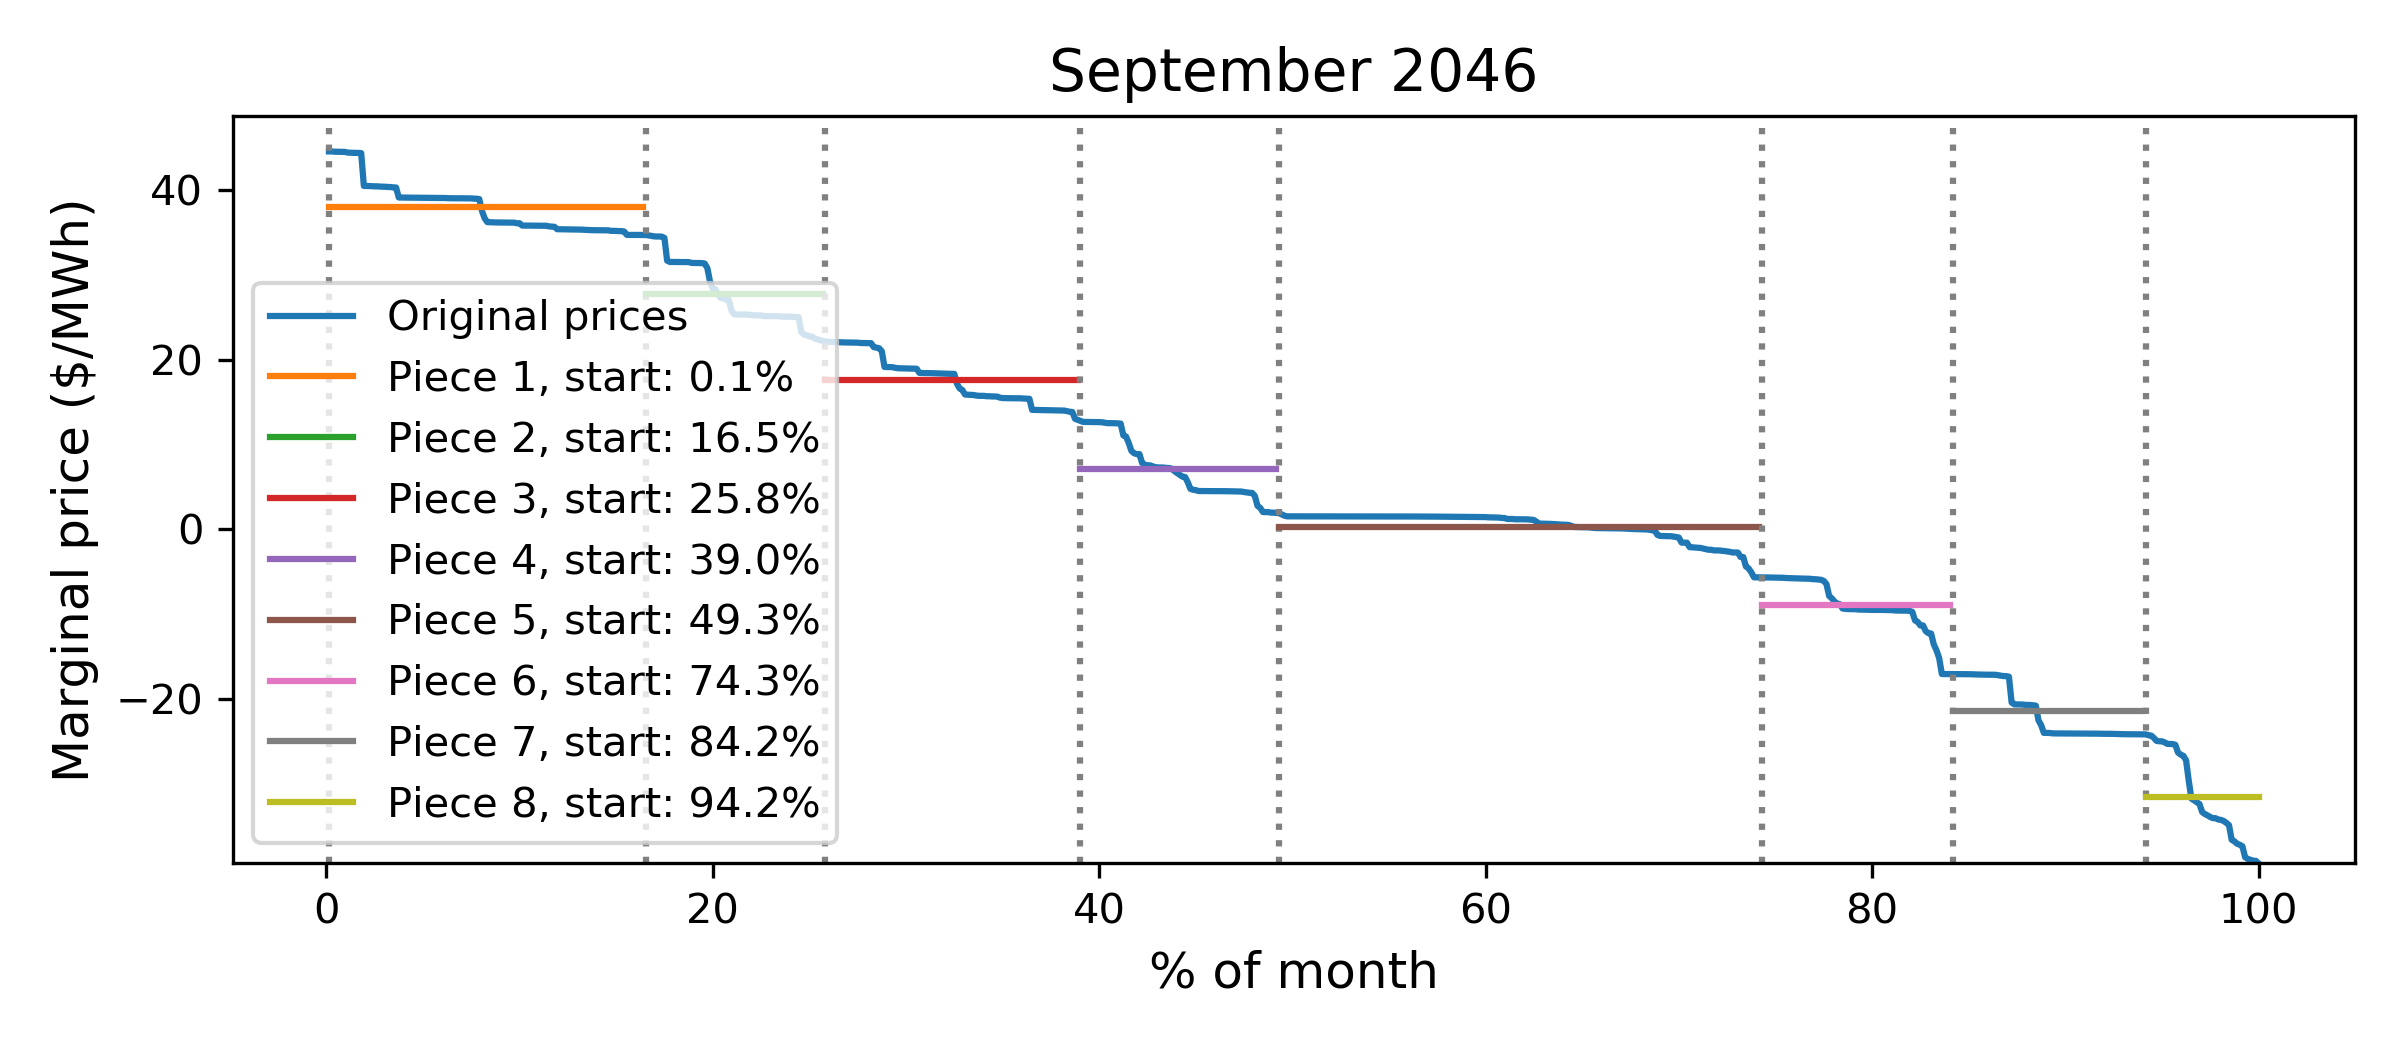 September 2046
Marginal price ($/MWh)
40
20
0
−20
Original prices
Piece 1, start: 0.1%
Piece 2, start: 16.5%
Piece 3, start: 25.8%
Piece 4, start: 39.0%
Piece 5, start: 49.3%
Piece 6, start: 74.3%
Piece 7, start: 84.2%
Piece 8, start: 94.2%
0 20 40 60 80 100
% of month